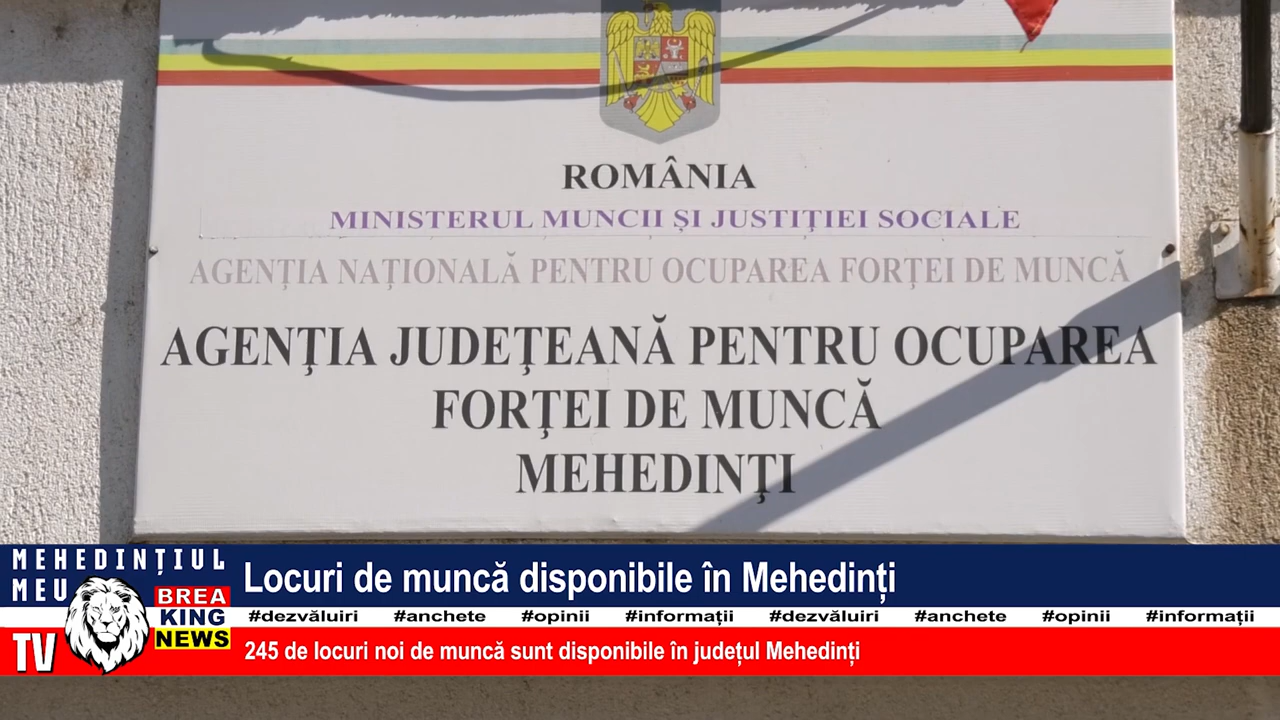 ROMÂNIA
MINISTERUL MUNCII ȘI JUSTIȚIEI SOCIALE
AGENŢIA NAŢIONALĂ PENTRU OCUPAREA FORŢEI DE MUNCĂ
AGENŢIA JUDEŢEANĂ PENTRU OCUPAREA
FORŢEI DE MUNCĂ
MEHEDINŢI
MEHEDINȚIUL
MEU
TV
BREA
KING
NEWS
Locuri de muncă disponibile în Mehedinți
#dezvăluiri #anchete #opinii #informații #dezvăluiri #anchete #opinii #informații
245 de locuri noi de muncă sunt disponibile în județul Mehedinți